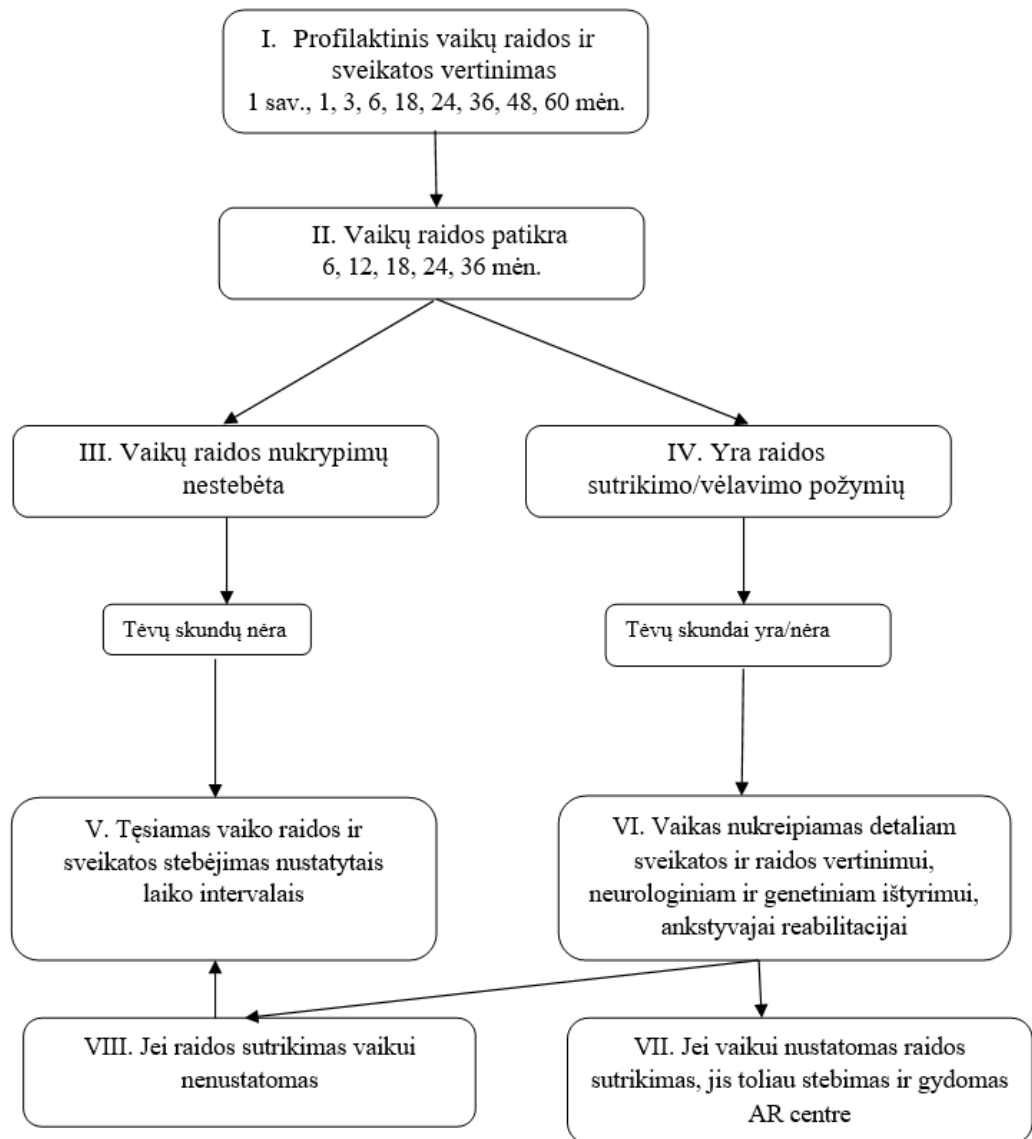 I. Profilaktinis vaikų raidos ir
sveikatos vertinimas
1 sav., 1, 3, 6, 18, 24, 36, 48, 60 mėn.
II. Vaikų raidos patikra
6, 12, 18, 24, 36 mėn.
III. Vaikų raidos nukrypimų
nestebėta
IV. Yra raidos
sutrikimo/vėlavimo požymių
Tėvų skundų nėra
Tėvų skundai yra/nėra
V. Tęsiamas vaiko raidos ir
sveikatos stebėjimas nustatytais
laiko intervalais
VI. Vaikas nukreipiamas detaliam
sveikatos ir raidos vertinimui,
neurologiniam ir genetiniam ištyrimui,
ankstyvajai reabilitacijai
VIII. Jei raidos sutrikimas vaikui
nenustatomas
VII. Jei vaikui nustatomas raidos
sutrikimas, jis toliau stebimas ir gydomas
AR centre